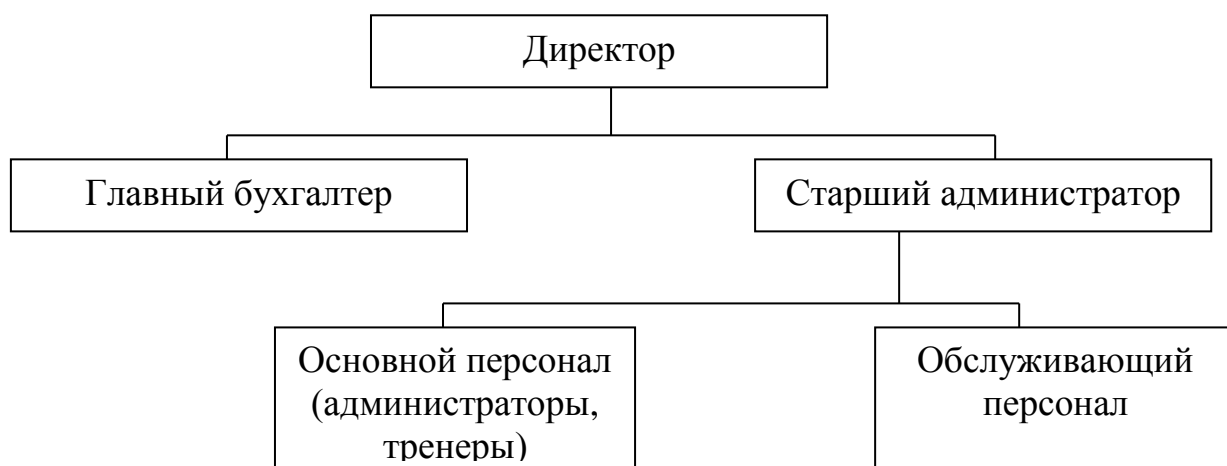 Директор
Главный бухгалтер
Старший администратор
Основной персонал
(администраторы,
тренеры)
Обслуживающий
персонал